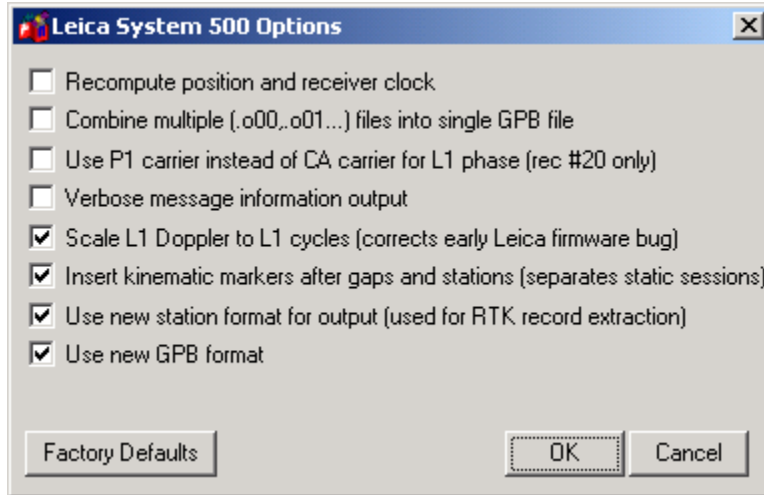 Leica System 500 Options
Recompute position and receiver clock
Combine multiple (.o00,.o01...) files into single GPB file
Use P1 carrier instead of CA carrier for L1 phase (rec #20 only)
Verbose message information output
Scale L1 Doppler to L1 cycles (corrects early Leica firmware bug)
Insert kinematic markers after gaps and stations (separates static sessions)
Use new station format for output (used for RTK record extraction)
Use new GPB format
Factory Defaults OK Cancel